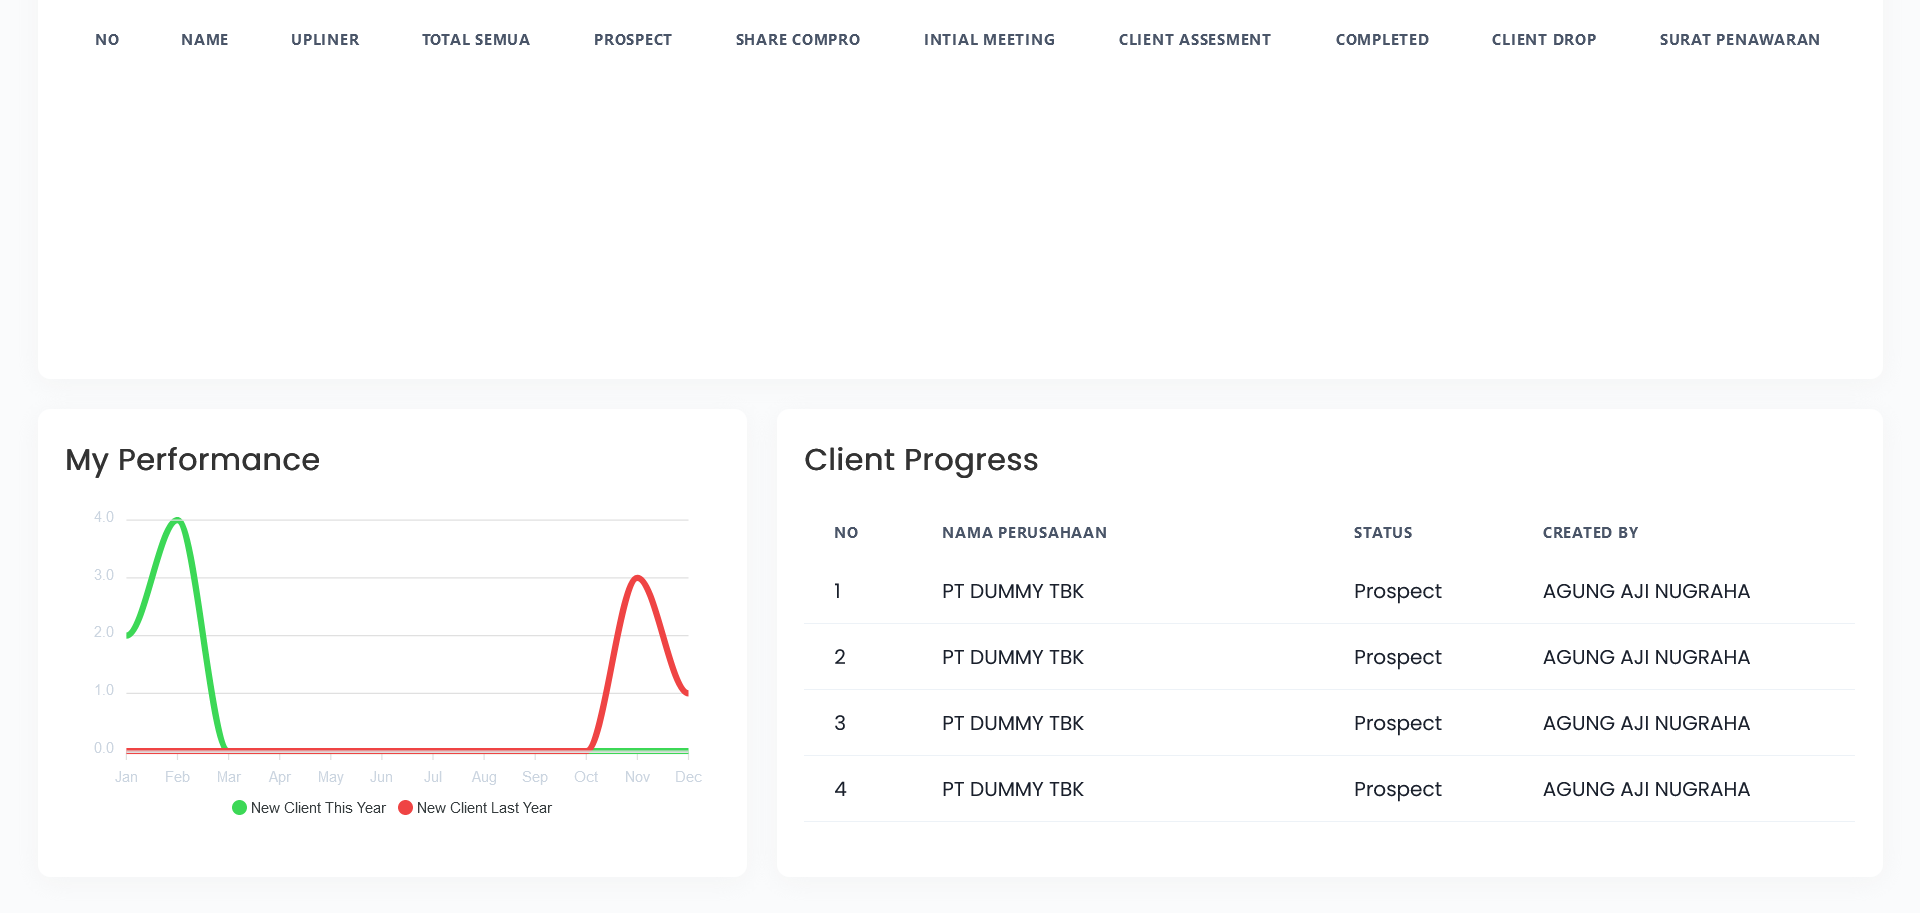 NO NAME UPLINER TOTAL SEMUA PROSPECT SHARE COMPRO INTIAL MEETING CLIENT ASSESMENT COMPLETED CLIENT DROP SURAT PENAWARAN
My Performance
4.0
3.0
2.0
1.0
0.0
Jan Feb Mar Apr May Jun Jul Aug Sep Oct Nov Dec
New Client This Year New Client Last Year
Client Progress
NO NAMA PERUSAHAAN STATUS CREATED BY
1 PT DUMMY TBK Prospect AGUNG AJI NUGRAHA
2 PT DUMMY TBK Prospect AGUNG AJI NUGRAHA
3 PT DUMMY TBK Prospect AGUNG AJI NUGRAHA
4 PT DUMMY TBK Prospect AGUNG AJI NUGRAHA